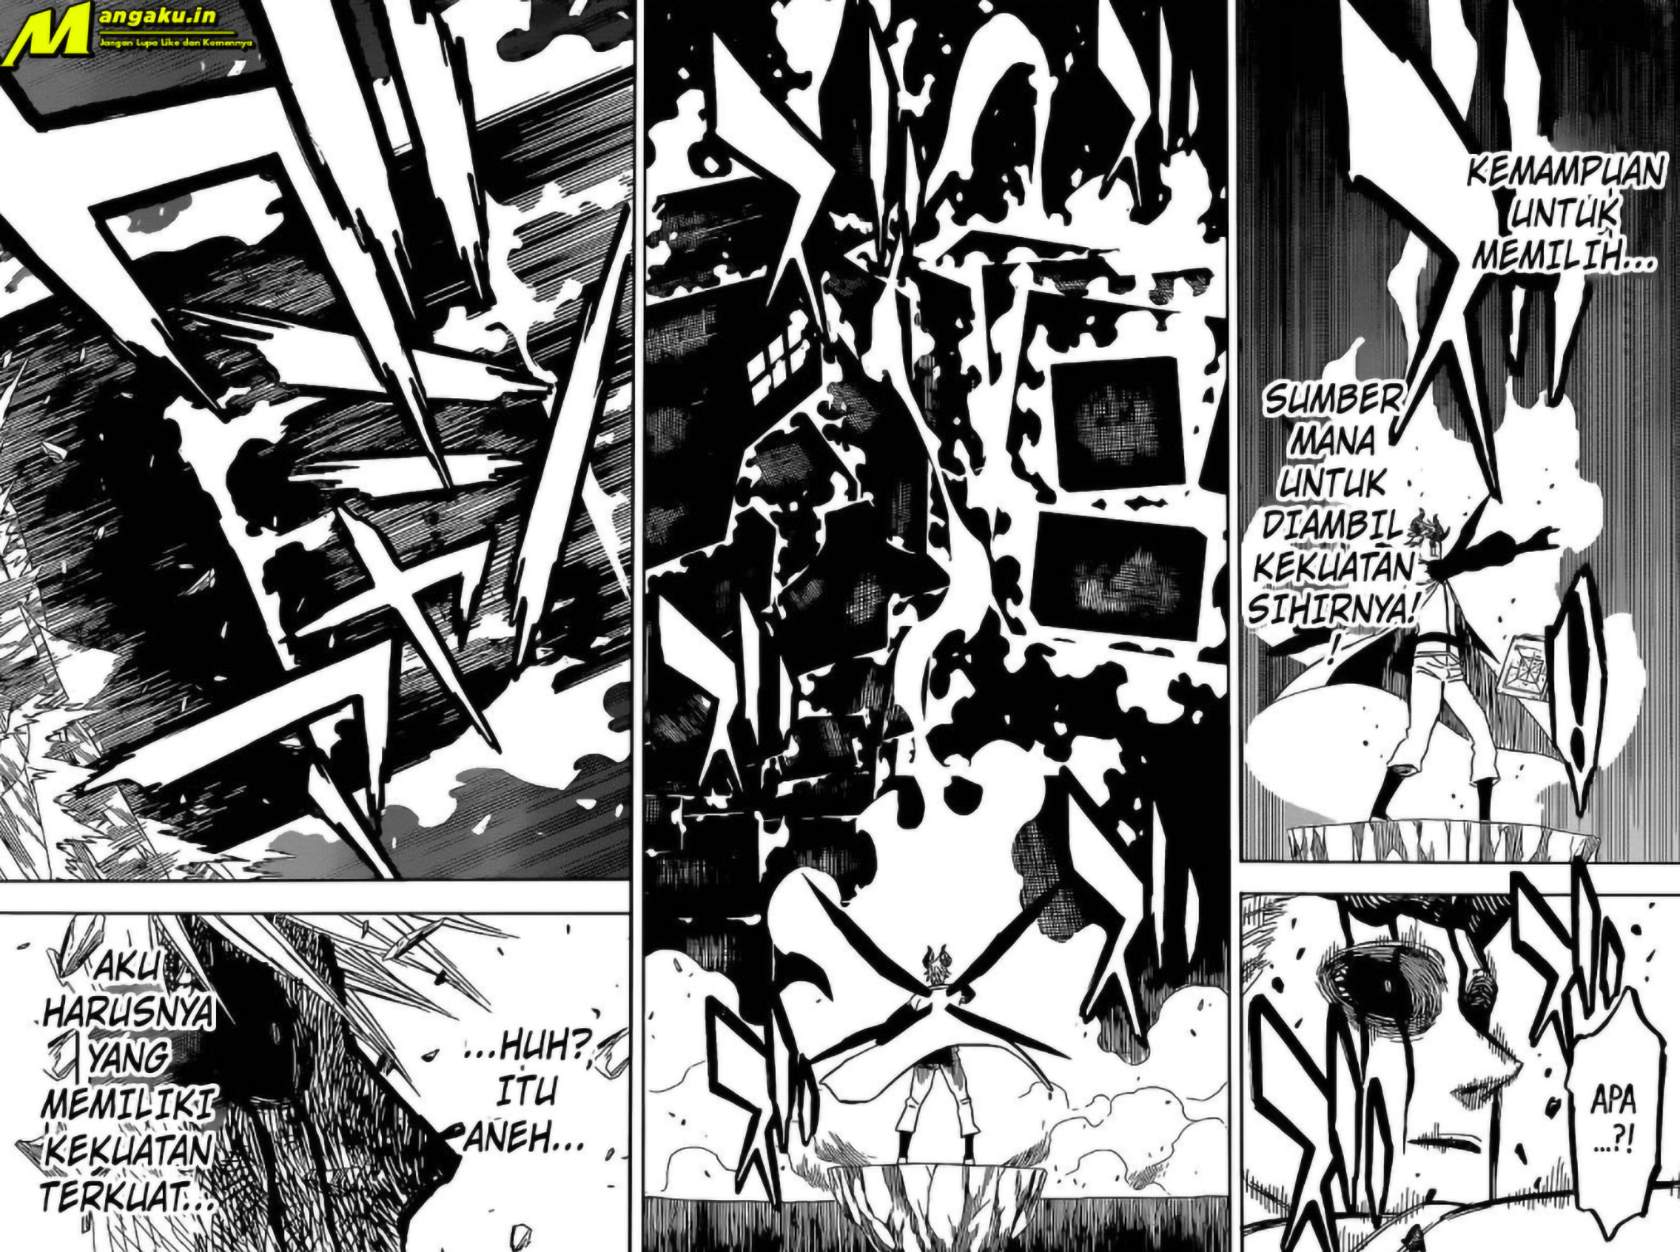 Mangaku.in
Jangan Lupa Like dan Komennya
KEMAMPUAN
UNTUK
MEMILIH...
SUMBER
MANA
UNTUK
DIAMBIL
KEKUATAN
SIHIRNYA!
!
APA
...?!
...HUH?
ITU
ANEH...
AKU
HARUSNYA
YANG
MEMILIKI
KEKUATAN
TERKUAT...